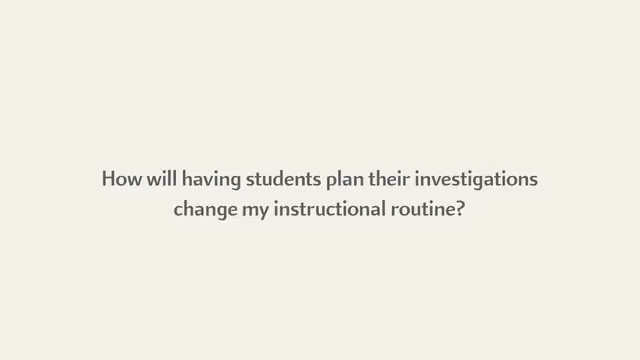 How will having students plan their investigations
change my instructional routine?